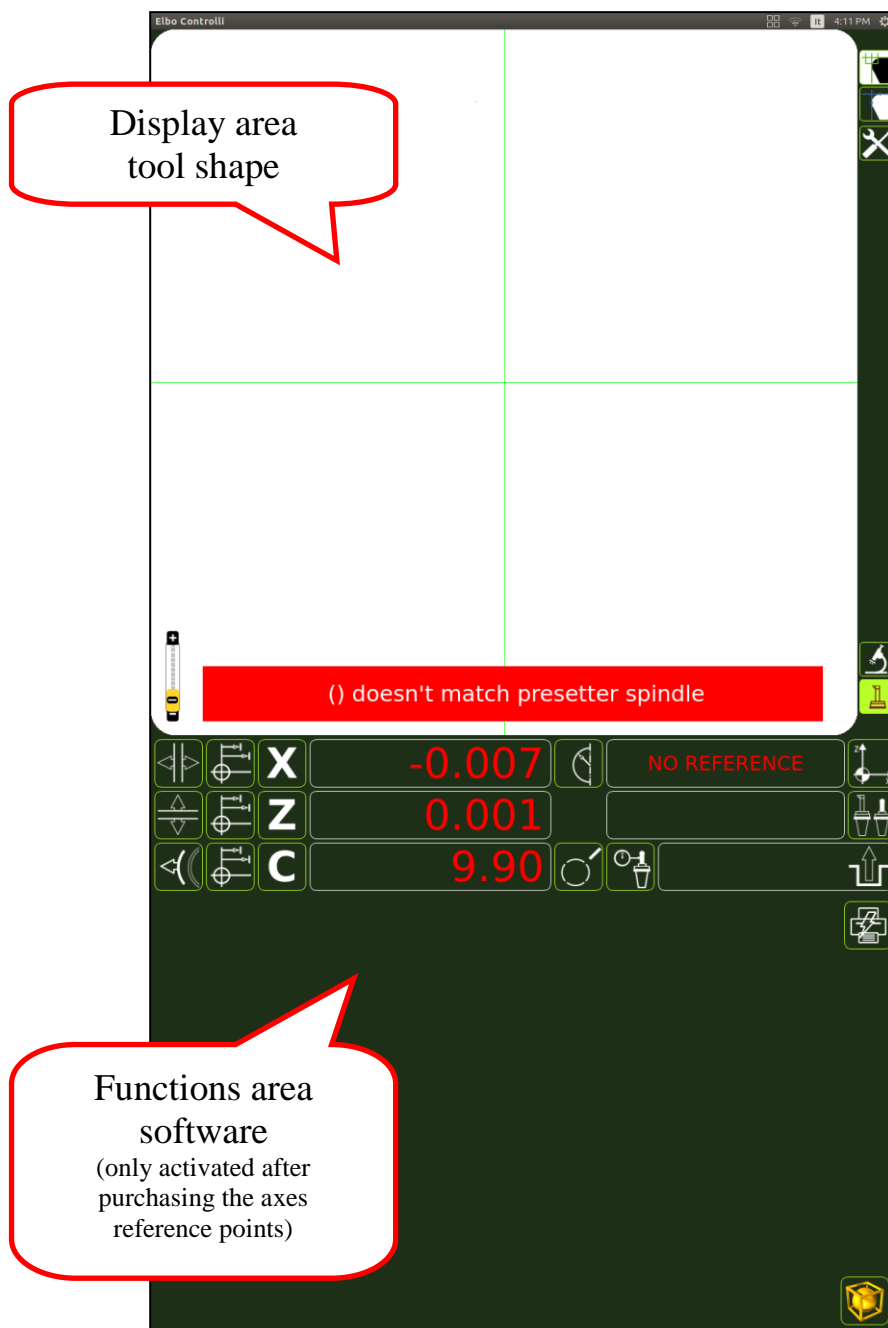 Elbo Controlli
It 4:11 PM
Display area
tool shape
() doesn't match presetter spindle
X -0.007 NO REFERENCE
Z 0.001
C 9.90
Functions area
software
(only activated after
purchasing the axes
reference points)